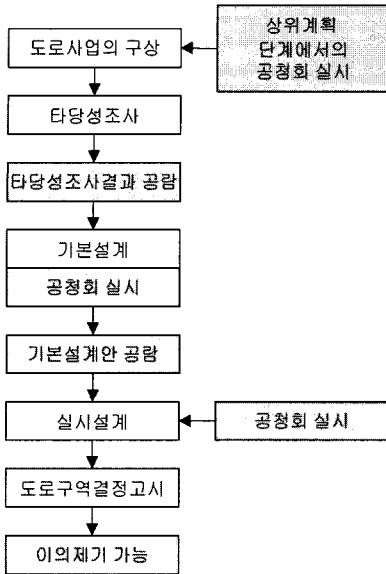 도로사업의 구상
상위계획
단계에서의
공청회 실시
타당성조사
타당성조사결과 공람
기본설계
공청회 실시
기본설계안 공람
실시설계
공청회 실시
도로구역결정고시
이의제기 가능